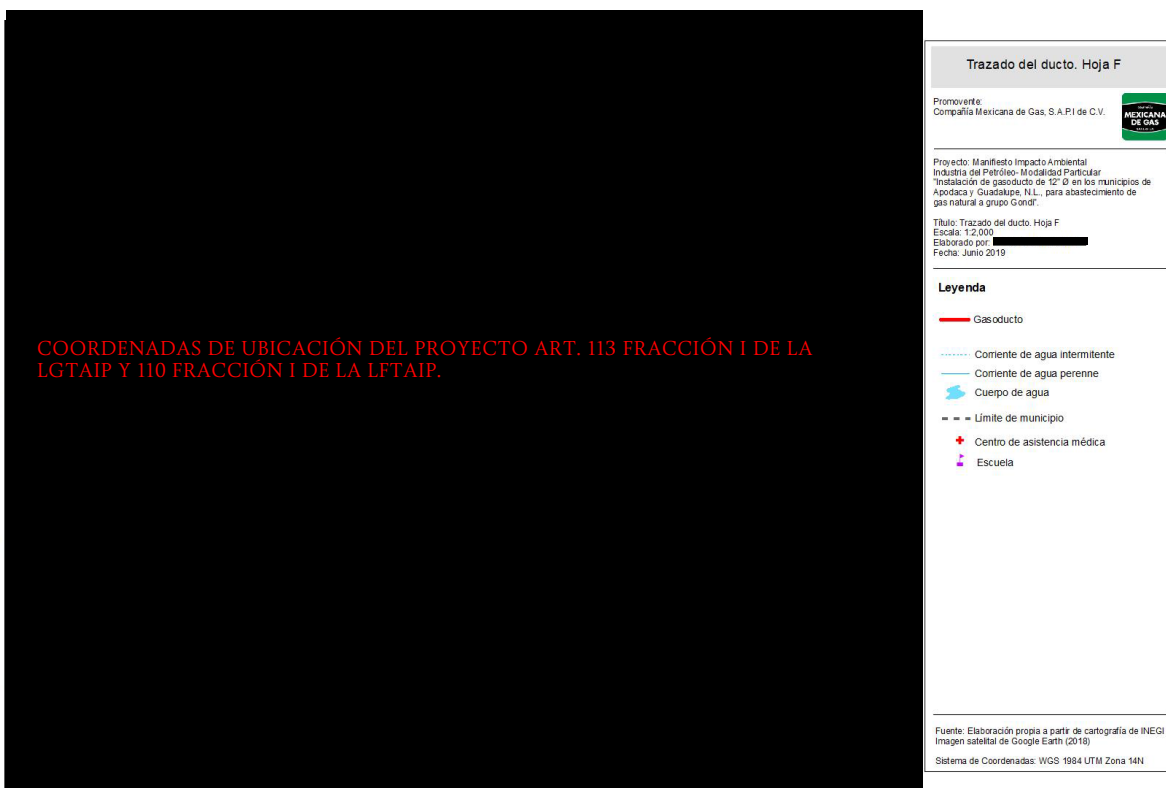 COORDENADAS DE UBICACIÓN DEL PROYECTO ART. 113 FRACCIÓN I DE LA
LGTAIP Y 110 FRACCIÓN I DE LA LFTAIP.
Trazado del ducto. Hoja F
Promovente:
Compañía Mexicana de Gas, S.A.P.I de C.V.
MEXICANA
DE GAS
Proyecto: Manifiesto Impacto Ambiental
Industria del Petróleo- Modalidad Particular
"Instalación de gasoducto de 12" Ø en los municipios de
Apodaca y Guadalupe, N.L., para abastecimiento de
gas natural a grupo Gondi".
Título: Trazado del ducto. Hoja F
Escala: 1:2,000
Elaborado por:
Fecha: Junio 2019
Leyenda
Gasoducto
Corriente de agua intermitente
Corriente de agua perenne
Cuerpo de agua
Límite de municipio
Centro de asistencia médica
Escuela
Fuente: Elaboración propia a partir de cartografía de INEGI
Imagen satelital de Google Earth (2018)
Sistema de Coordenadas: WGS 1984 UTM Zona 14N